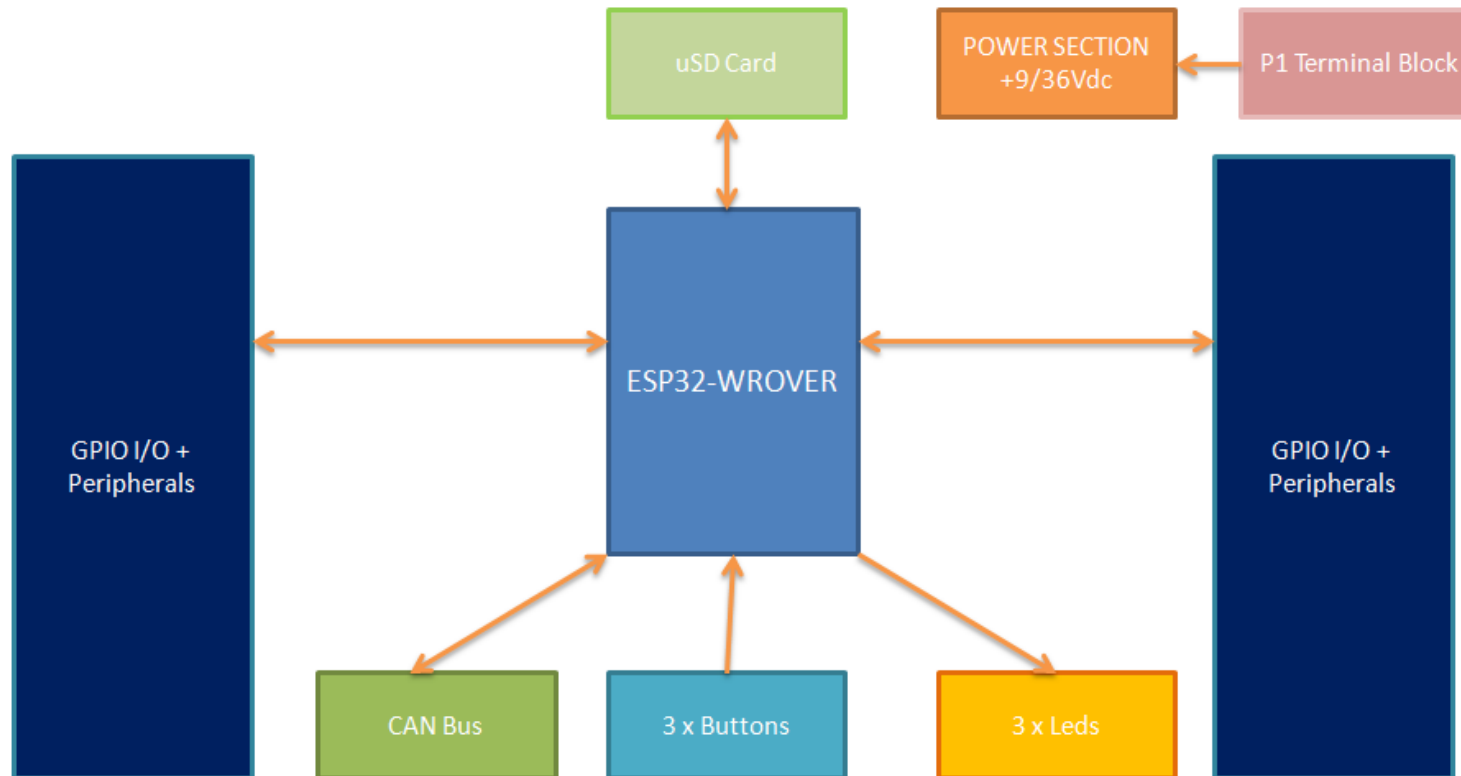 uSD Card
POWER SECTION
+9/36Vdc
P1 Terminal Block
ESP32-WROVER
GPIO I/O +
Peripherals
GPIO I/O +
Peripherals
CAN Bus
3 x Buttons
3 x Leds